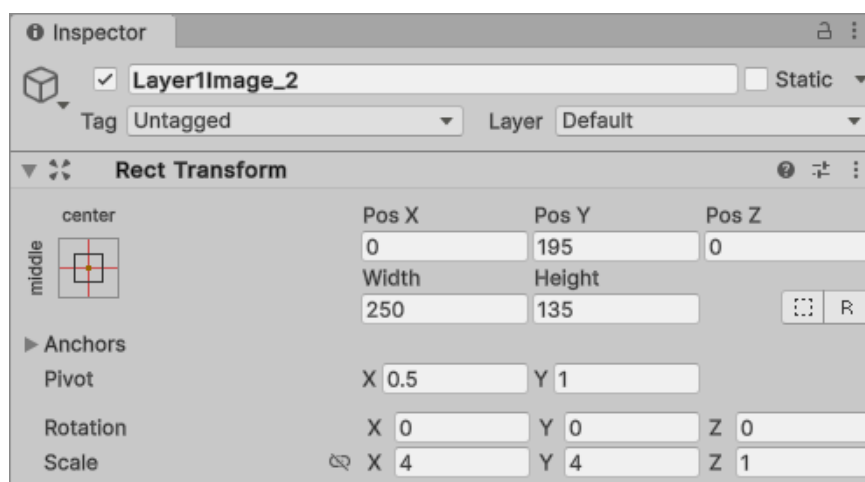 Inspector
Layer1Image_2 Static
Tag Untagged Layer Default
Rect Transform
center Pos X Pos Y Pos Z
middle 0 195 0
Width Height
250 135 R
Anchors
Pivot X 0.5 Y 1
Rotation X 0 Y 0 Z 0
Scale X 4 Y 4 Z 1